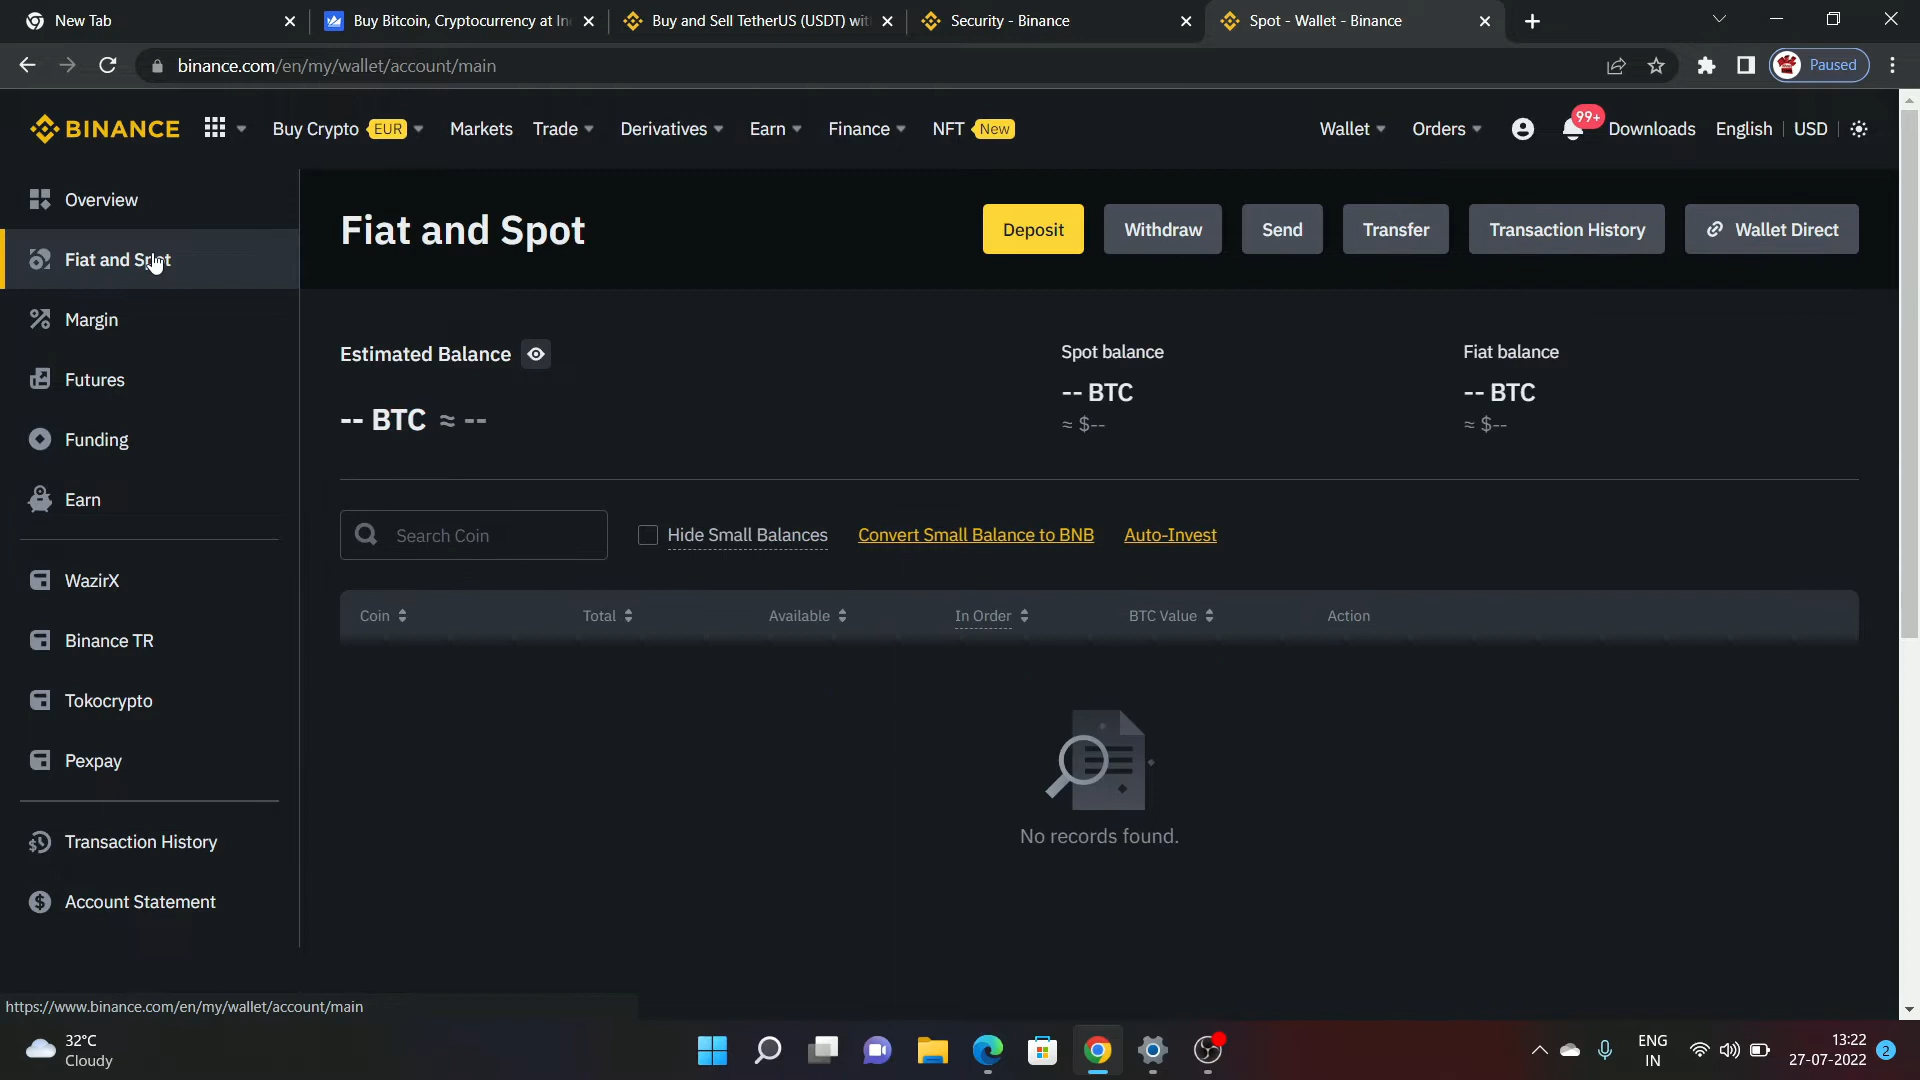 New Tab
Buy Bitcoin, Cryptocurrency at In
Buy and Sell TetherUS (USDT) wit
Security - Binance
Spot - Wallet - Binance
binance.com/en/my/wallet/account/main
Paused
BINANCE
Buy Crypto EUR
Markets
Trade
Derivatives
Earn
Finance
NFT New
Wallet
Orders
99+
Downloads
English
USD
Overview
Fiat and Spot
Margin
Futures
Funding
Earn
WazirX
Binance TR
Tokocrypto
Pexpay
Transaction History
Account Statement
Fiat and Spot
Deposit
Withdraw
Send
Transfer
Transaction History
Wallet Direct
Estimated Balance
-- BTC ≈ --
Spot balance
-- BTC
≈ $--
Fiat balance
-- BTC
≈ $--
Search Coin
Hide Small Balances
Convert Small Balance to BNB
Auto-Invest
Coin
Total
Available
In Order
BTC Value
Action
No records found.
https://www.binance.com/en/my/wallet/account/main
32°C
Cloudy
ENG
IN
13:22
27-07-2022
2